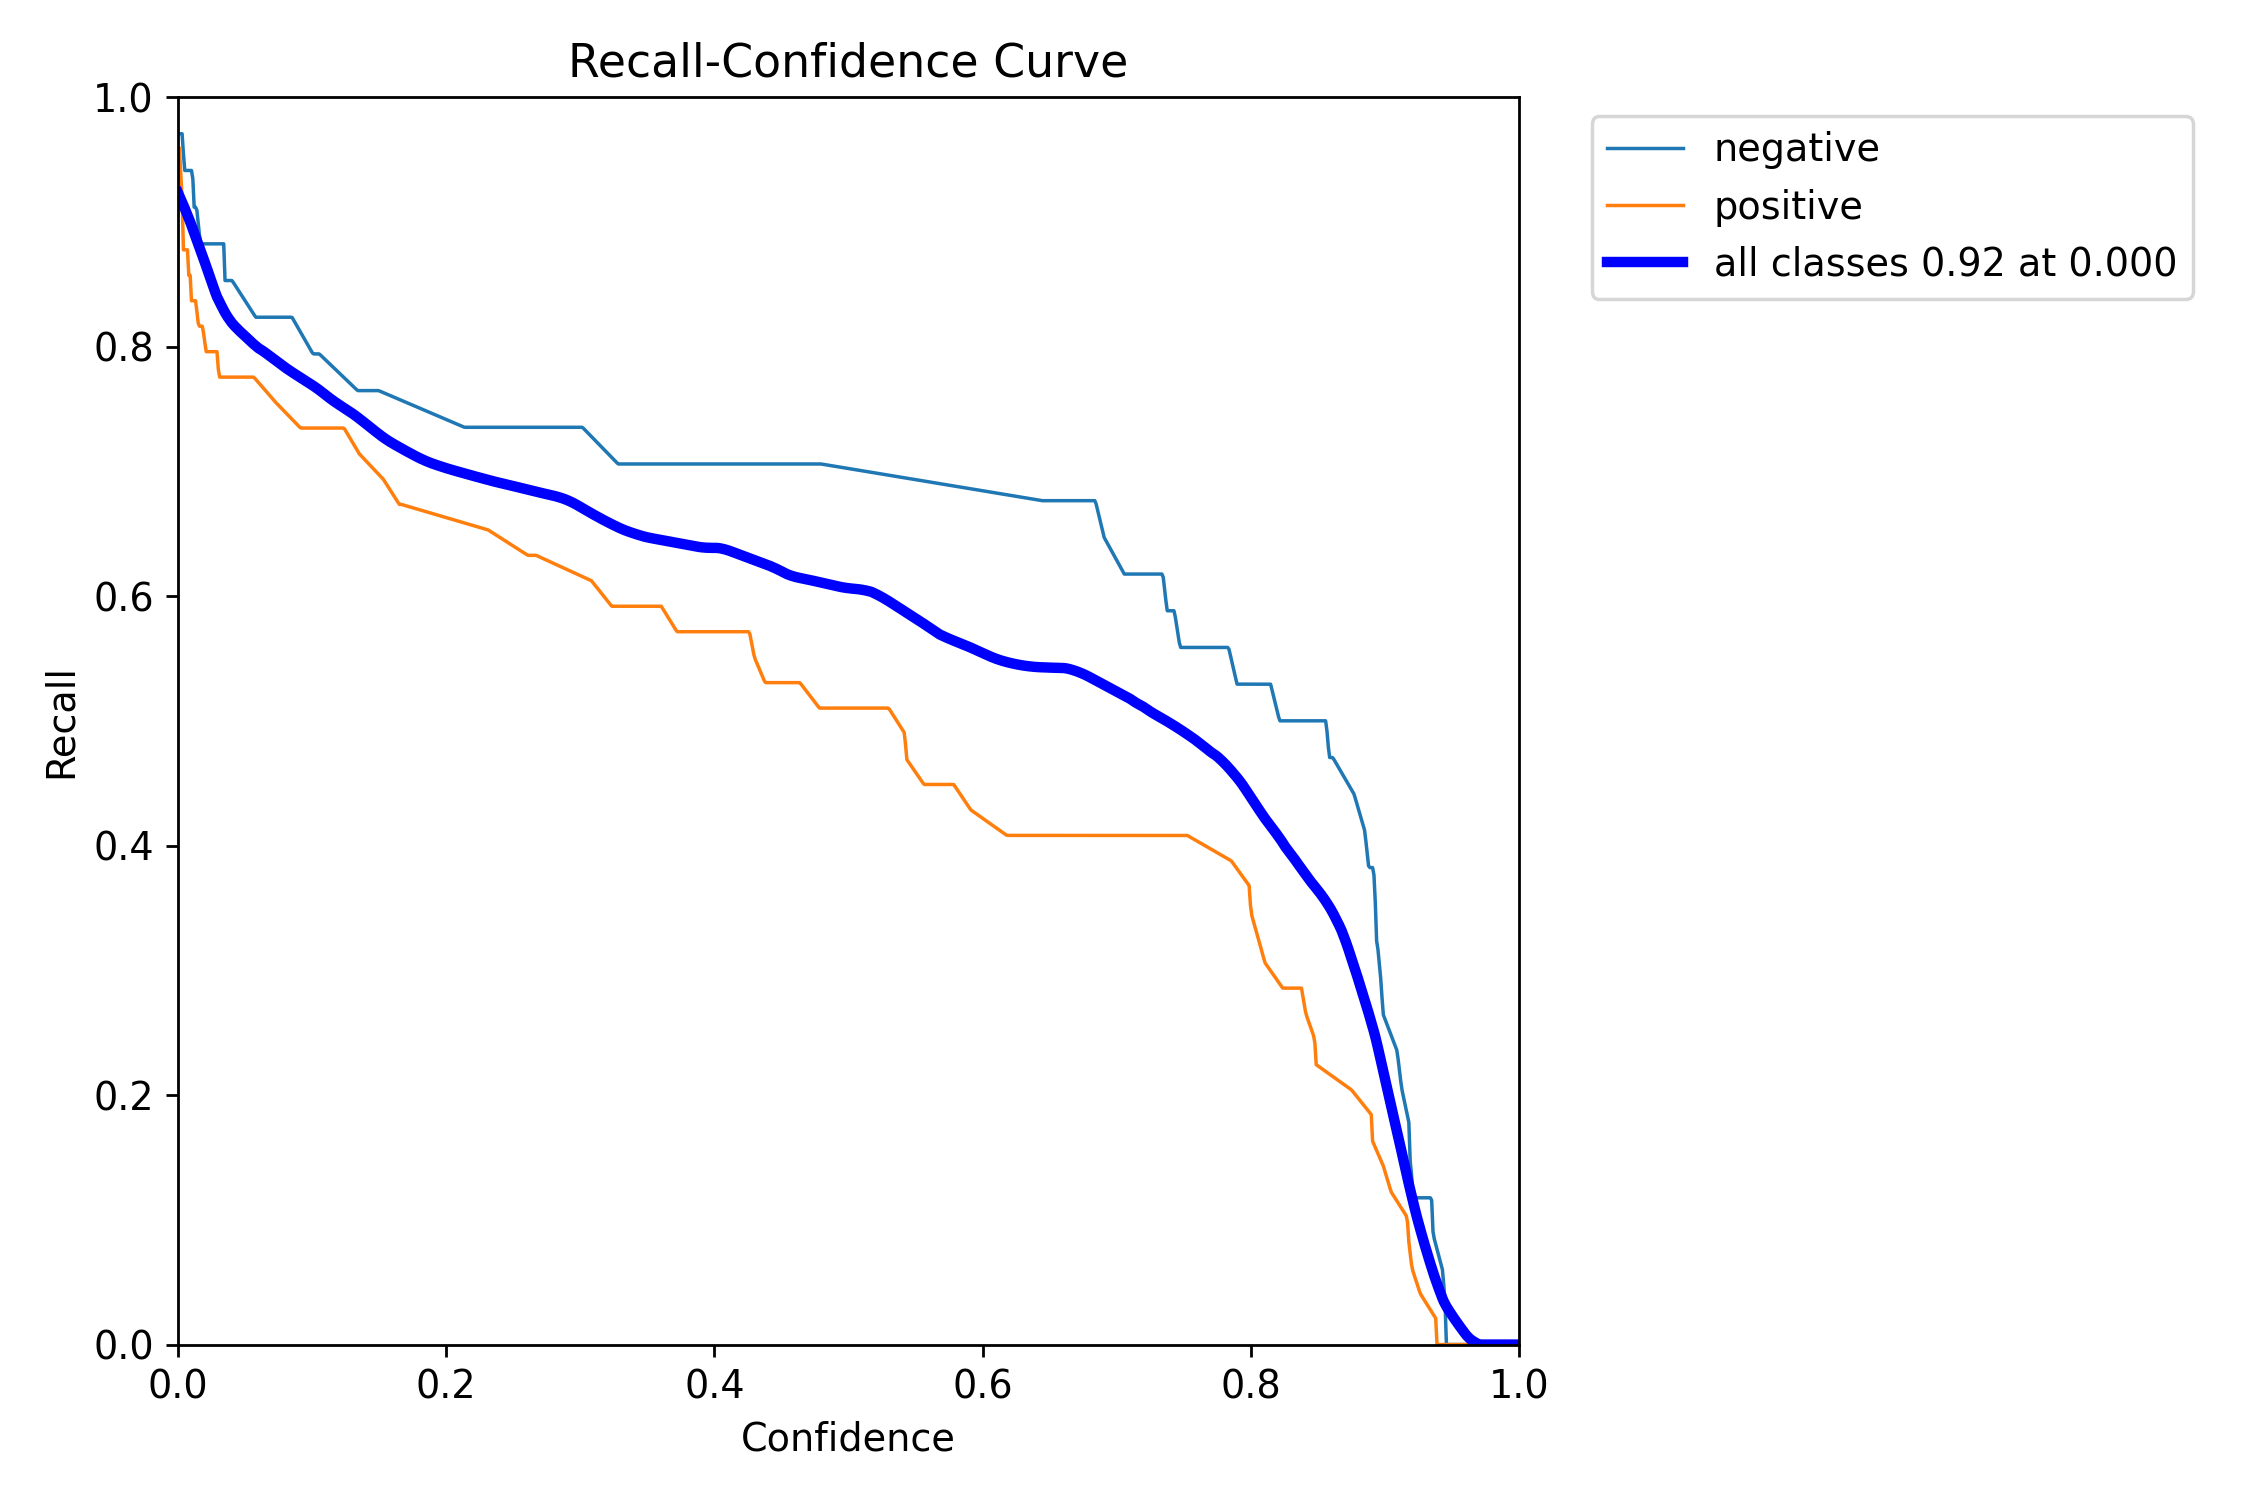 Recall-Confidence Curve
1.0
0.8
0.6
0.4
0.2
0.0
Recall
0.0 0.2 0.4 0.6 0.8 1.0
Confidence
negative
positive
all classes 0.92 at 0.000